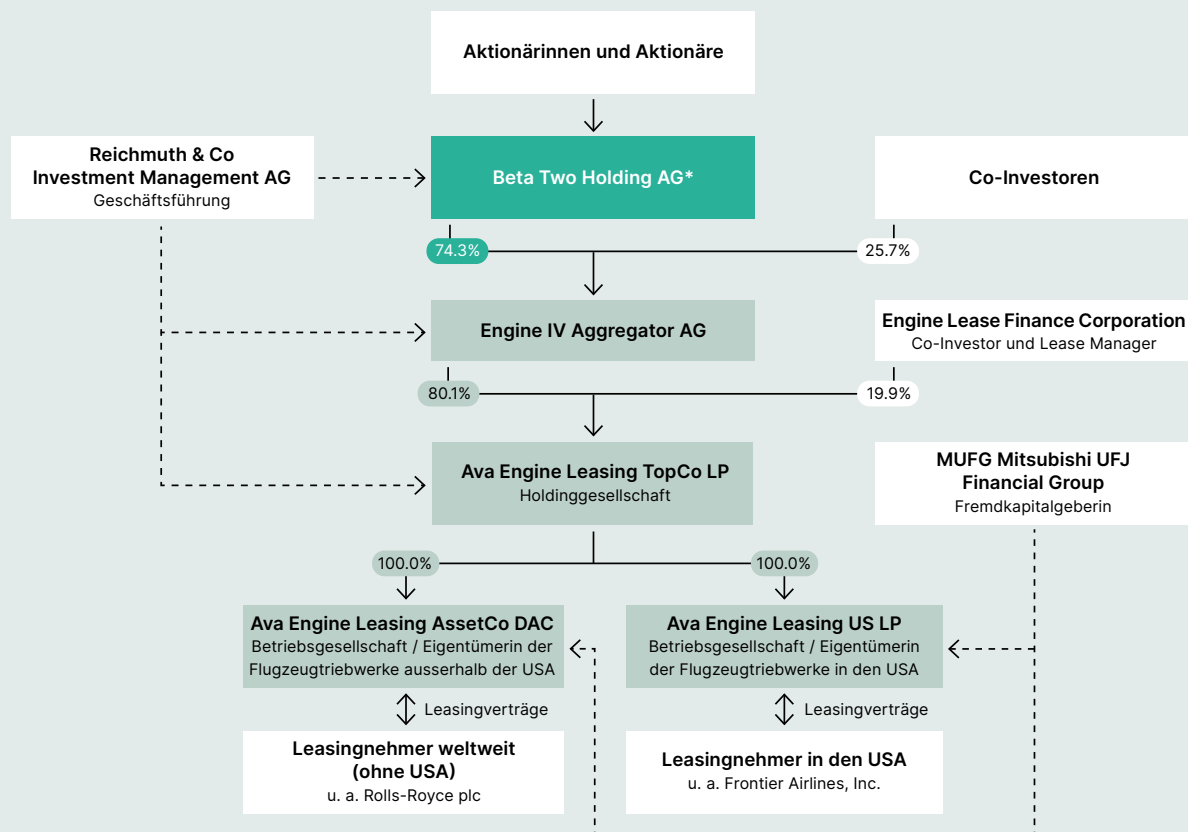 Aktionärinnen und Aktionäre
Reichmuth & Co
Investment Management AG
Geschäftsführung
Beta Two Holding AG*
Co-Investoren
74.3%
25.7%
Engine IV Aggregator AG
Engine Lease Finance Corporation
Co-Investor und Lease Manager
80.1%
19.9%
Ava Engine Leasing TopCo LP
Holdinggesellschaft
MUFG Mitsubishi UFJ
Financial Group
Fremdkapitalgeberin
100.0%
100.0%
Ava Engine Leasing AssetCo DAC
Betriebsgesellschaft / Eigentümerin der
Flugzeugtriebwerke ausserhalb der USA
Ava Engine Leasing US LP
Betriebsgesellschaft / Eigentümerin
der Flugzeugtriebwerke in den USA
Leasingverträge
Leasingverträge
Leasingnehmer weltweit
(ohne USA)
u. a. Rolls-Royce plc
Leasingnehmer in den USA
u. a. Frontier Airlines, Inc.